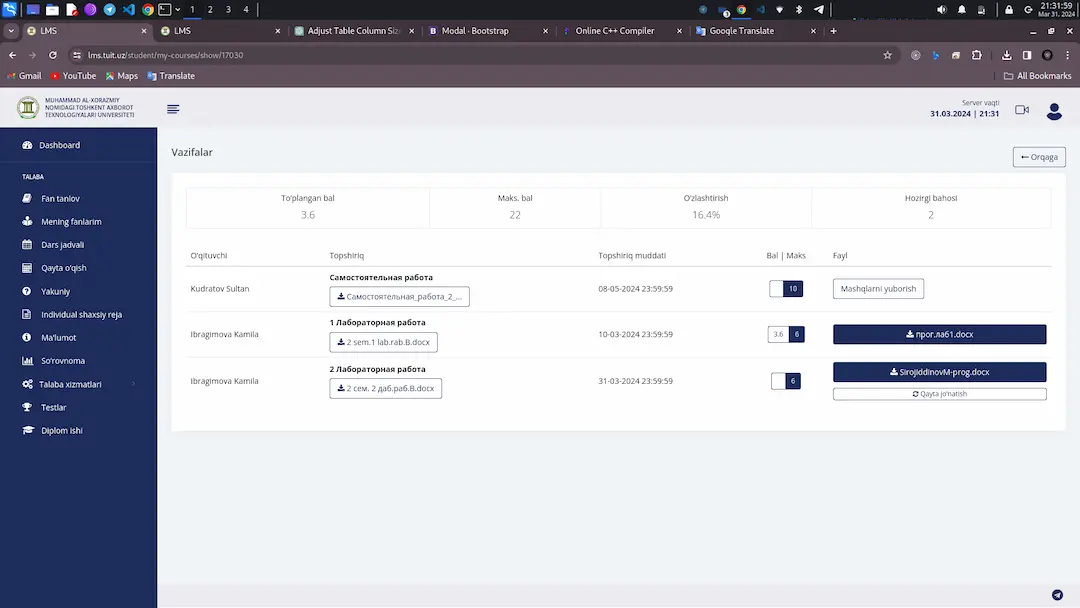 1 2 3 4
21:31:59
Mar 31, 2024
LMS
LMS
Adjust Table Column Siz
Modal · Bootstrap
Online C++ Compiler
Google Translate
lms.tuit.uz/student/my-courses/show/17030
Gmail YouTube Maps Translate
All Bookmarks
MUHAMMAD AL-XORAZMIY
NOMIDAGI TOSHKENT AXBOROT
TEXNOLOGIYALARI UNIVERSITETI
Server vaqti
31.03.2024 | 21:31
Dashboard
TALABA
Fan tanlov
Mening fanlarim
Dars jadvali
Qayta o'qish
Yakuniy
Individual shaxsiy reja
Ma'lumot
So'rovnoma
Talaba xizmatlari
Testlar
Diplom ishi
Vazifalar
Orqaga
To'plangan bal Maks. bal O'zlashtirish Hozirgi bahosi
3.6 22 16.4% 2
O'qituvchi Topshiriq Topshiriq muddati Bal | Maks Fayl
Самостоятельная работа
Kudratov Sultan Самостоятельная_работа_2_... 08-05-2024 23:59:59 10 Mashqlarni yuborish
1 Лабораторная работа
Ibragimova Kamila 2 sem.1 lab.rab.B.docx 10-03-2024 23:59:59 3.6 6 прог.лаб1.docx
2 Лабораторная работа
Ibragimova Kamila 2 сем. 2 даб.раб.B.docx 31-03-2024 23:59:59 6 SirojiddinovM-prog.docx
Qayta jo'natish